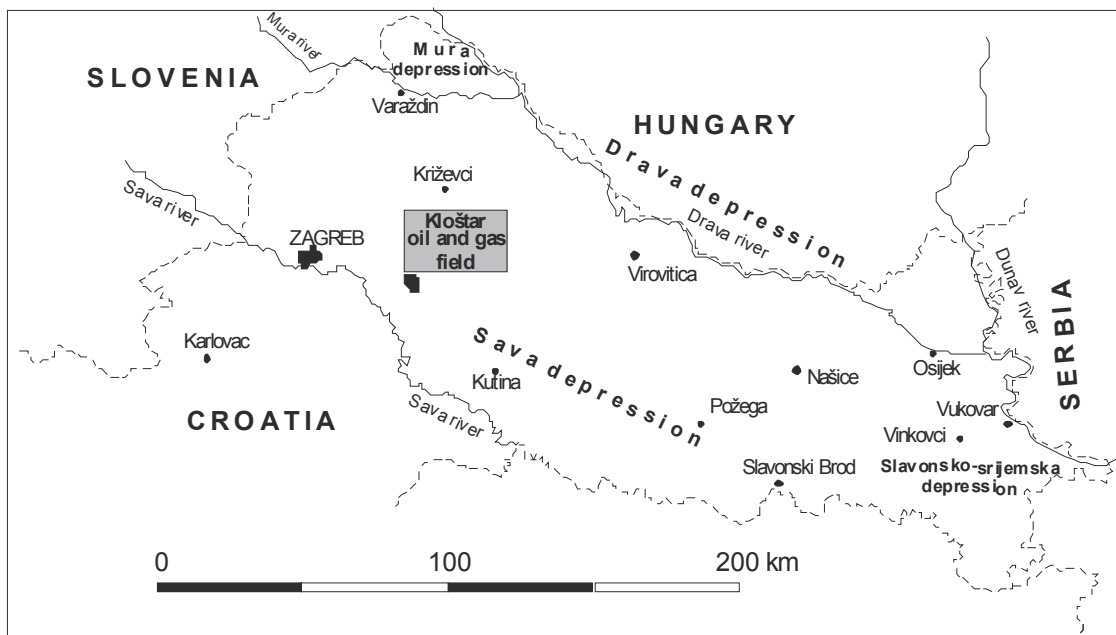 Mura river
Mura
depression
SLOVENIA
Varaždin
HUNGARY
Drava depression
Križevci
Sava river
Kloštar
oil and gas
field
ZAGREB
Drava river
Virovitica
Dunav river
SERBIA
Karlovac
Sava depression
Kutina
Našice
Osijek
CROATIA
Sava river
Požega
Vukovar
Vinkovci
Slavonski Brod
Slavonsko-srijemska
depression
0 100 200 km